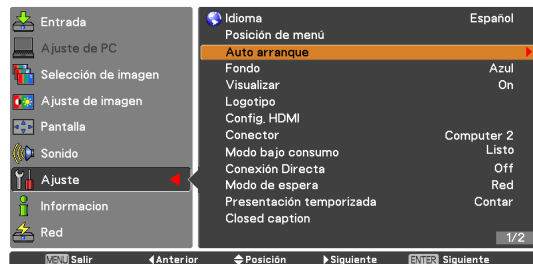 Entrada
Ajuste de PC
Selección de imagen
Ajuste de imagen
Pantalla
Sonido
Ajuste
Informacion
Red
Idioma Español
Posición de menú
Auto arranque
Fondo Azul
Visualizar On
Logotipo
Config. HDMI
Conector Computer 2
Modo bajo consumo Listo
Conexión Directa Off
Modo de espera Red
Presentación temporizada Contar
Closed caption
1/2
MENU Salir Anterior Posición Siguiente ENTER Siguiente